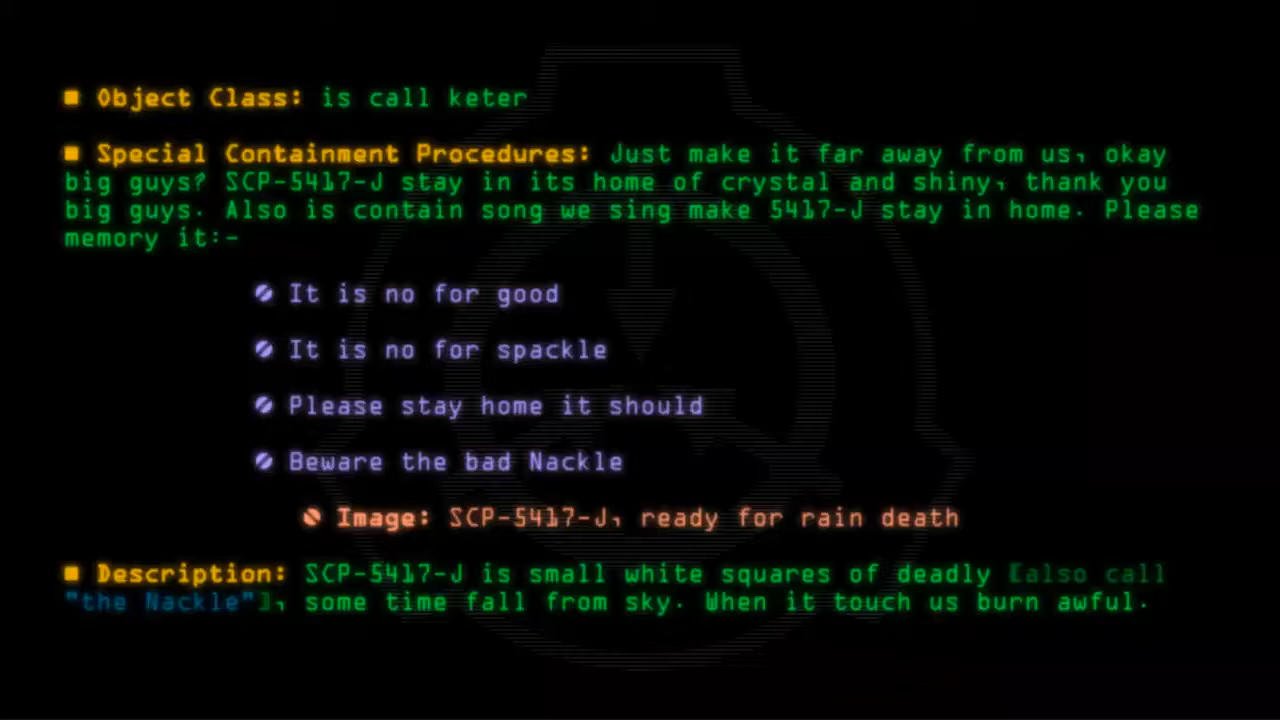 ■ Object Class: is call keter
■ Special Containment Procedures: Just make it far away from us, okay
big guys? SCP-5417-J stay in its home of crystal and shiny, thank you
big guys. Also is contain song we sing make 5417-J stay in home. Please
memory it:-
It is no for good
It is no for spackle
Please stay home it should
Beware the bad Nackle
Image: SCP-5417-J, ready for rain death
■ Description: SCP-5417-J is small white squares of deadly [also call
"the Nackle"], some time fall from sky. When it touch us burn awful.